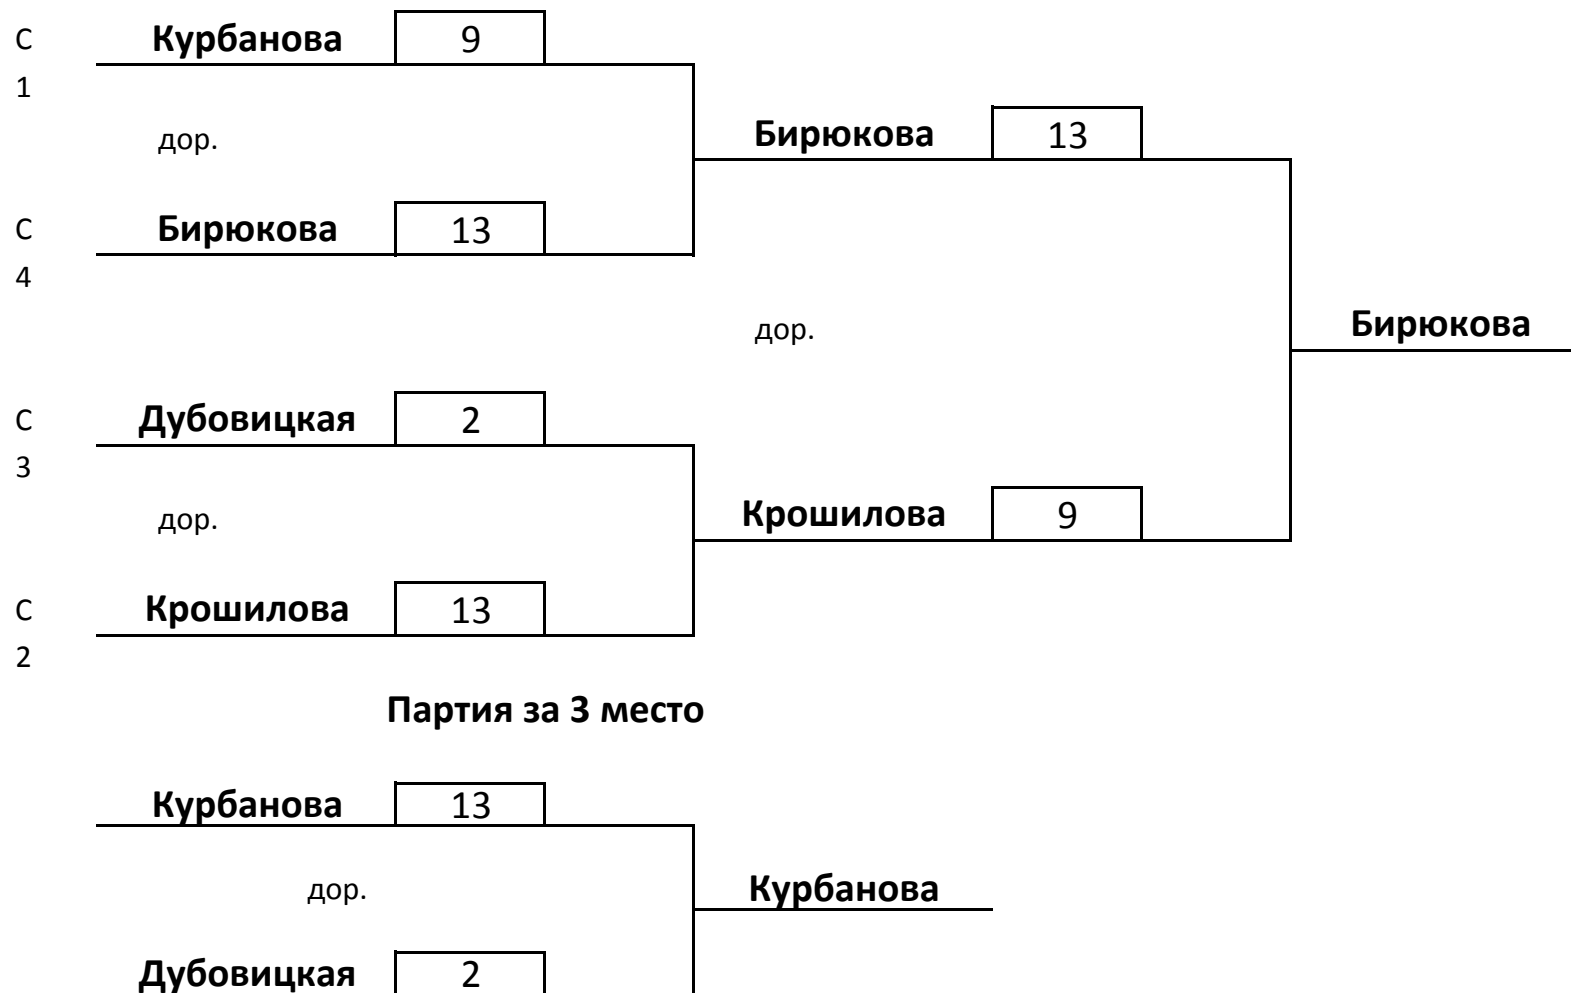 С Курбанова 9
1
дор.
Бирюкова 13
С Бирюкова 13
4
дор.
Бирюкова
С Дубовицкая 2
3
дор.
Крошилова 9
С Крошилова 13
2
Партия за 3 место
Курбанова 13
дор.
Курбанова
Дубовицкая 2